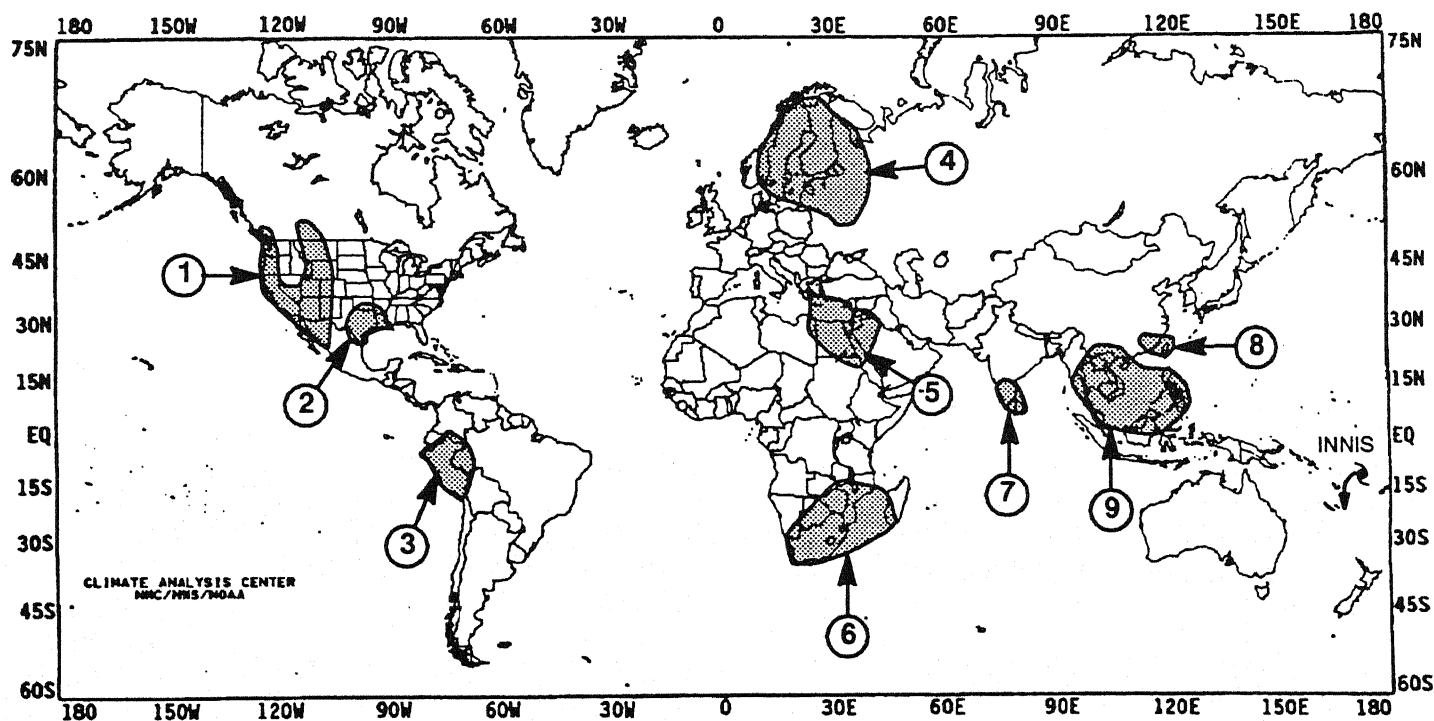 180 150W 120W 90W 60W 30W 0 30E 60E 90E 120E 150E 180
75N 75N
60N 60N
45N 45N
30N 30N
15N 15N
EQ EQ
15S 15S
30S 30S
45S 45S
60S 60S
4
1
8
2
5
INNIS
7
9
3
6
CLIMATE ANALYSIS CENTER
NMC/NWS/NOAA
180 150W 120W 90W 60W 30W 0 30E 60E 90E 120E 150E 180